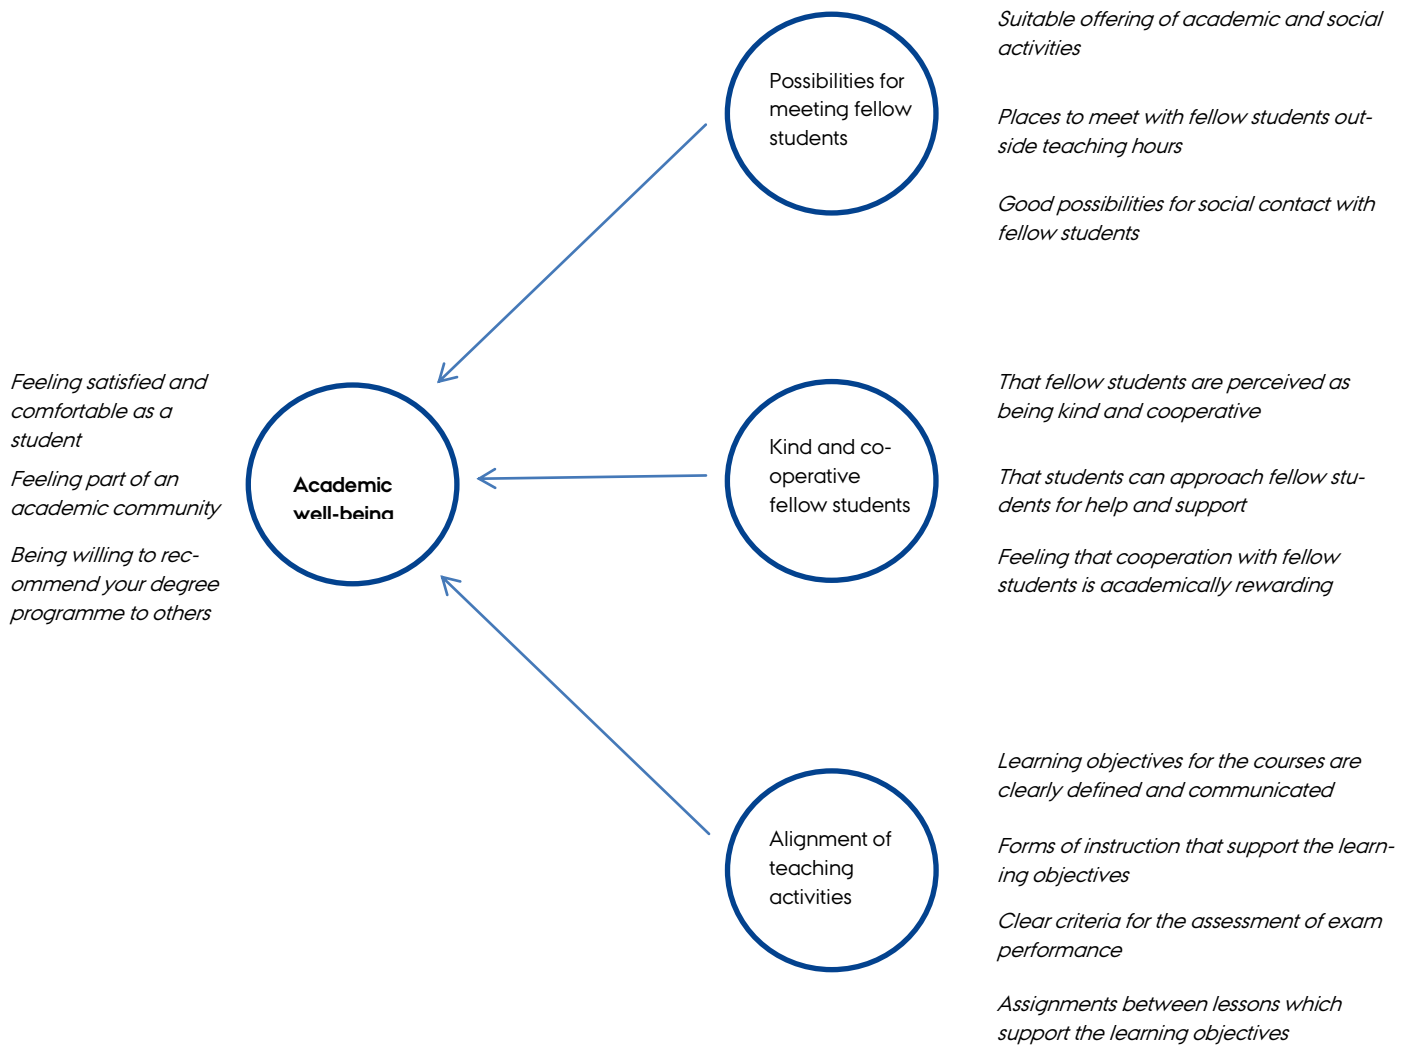 Suitable offering of academic and social
activities
Possibilities for
meeting fellow
students
Places to meet with fellow students out-
side teaching hours
Good possibilities for social contact with
fellow students
Feeling satisfied and
comfortable as a
student
Feeling part of an
academic community
Being willing to rec-
ommend your degree
programme to others
Academic
well-being
Kind and co-
operative
fellow students
That fellow students are perceived as
being kind and cooperative
That students can approach fellow stu-
dents for help and support
Feeling that cooperation with fellow
students is academically rewarding
Alignment of
teaching
activities
Learning objectives for the courses are
clearly defined and communicated
Forms of instruction that support the learn-
ing objectives
Clear criteria for the assessment of exam
performance
Assignments between lessons which
support the learning objectives